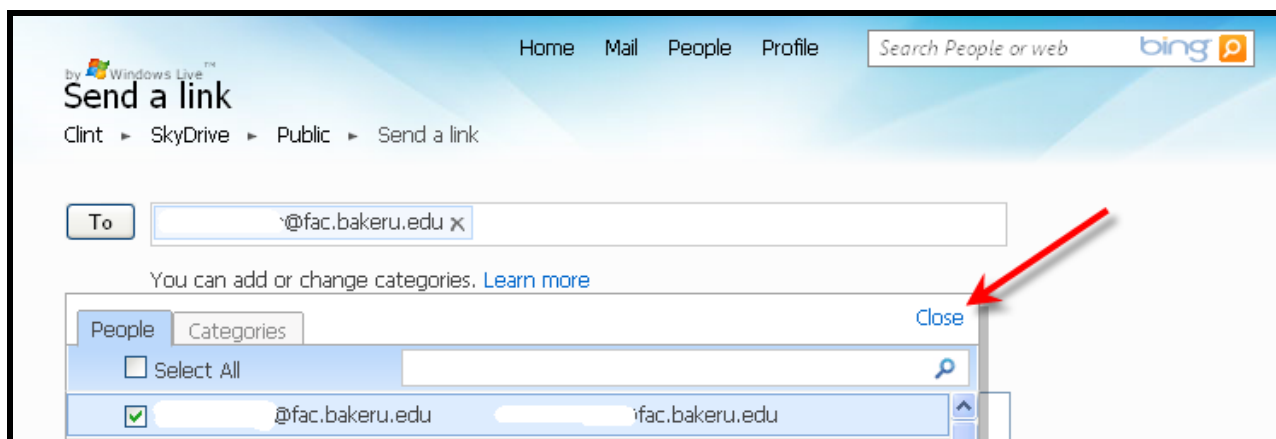 Home Mail People Profile Search People or web bing
by Windows Live™
Send a link
Clint ► SkyDrive ► Public ► Send a link
To @fac.bakeru.edu x
You can add or change categories. Learn more
People Categories Close
Select All
@fac.bakeru.edu fac.bakeru.edu